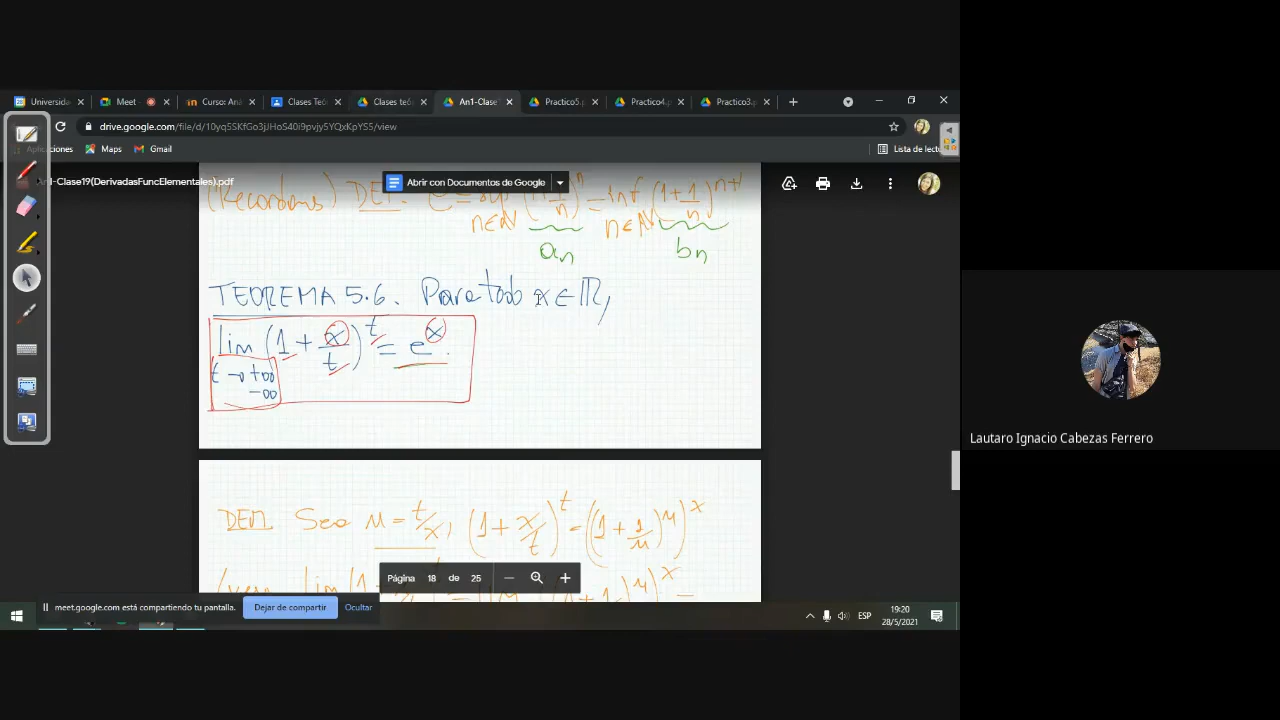 Universida
Meet
Curso: Ana
Clases Teó
Clases teó
An1-Clase
Practico5.p
Practico4.p
Practico3.p
drive.google.com/file/d/10yq5SKfGo3jJHoS40i9pvjy5YQxKpYS5/view
Aplicaciones
Maps
Gmail
Lista de lectu
An1-Clase19(DerivadasFuncElementales).pdf
Abrir con Documentos de Google
(Recordemos) DEF. e = sup (1+1/n)^n = inf (1+1/n)^n+1
n∈N n∈N
an bn
TEOREMA 5.6. Para todo x∈ℝ,
lim (1 + x/t)^t = e^x.
t→+∞
-∞
DEM Sea u = t/x, (1 + x/t)^t = ((1 + 1/u)^u)^x
Página 18 de 25
meet.google.com está compartiendo tu pantalla.
Dejar de compartir
Ocultar
ESP
19:20
28/5/2021
Lautaro Ignacio Cabezas Ferrero